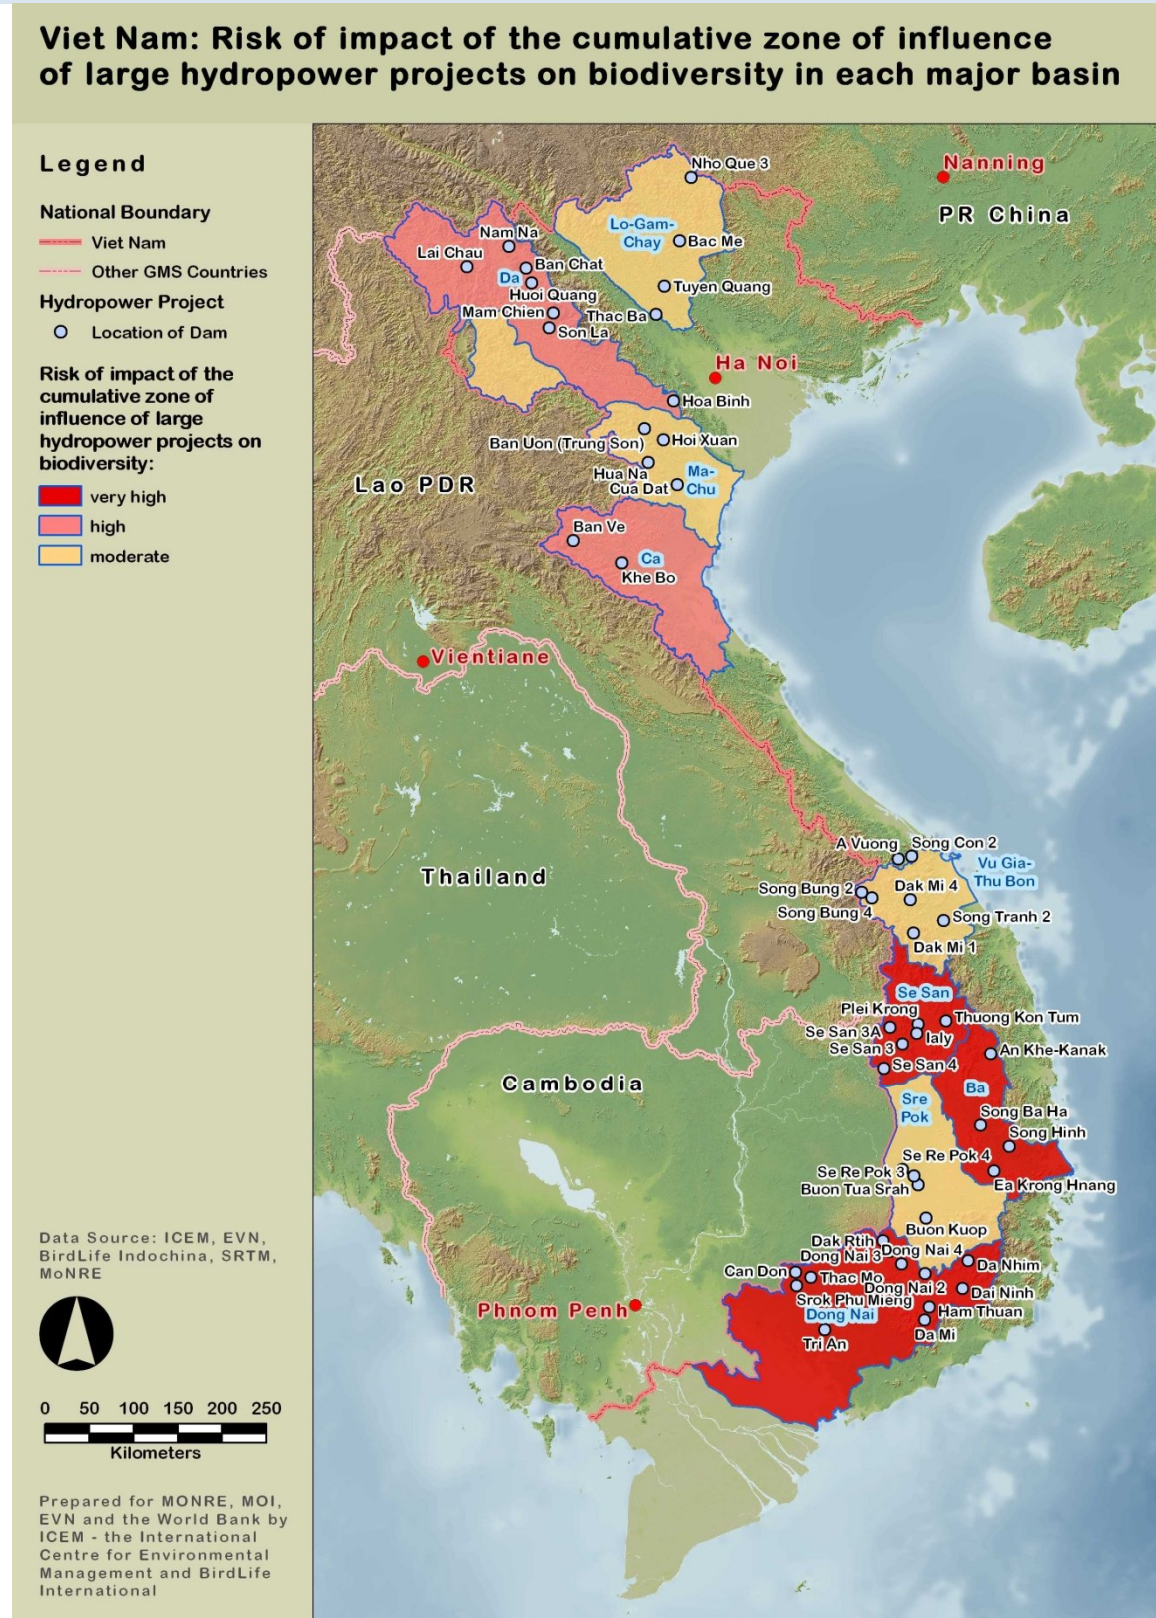 Viet Nam: Risk of impact of the cumulative zone of influence
of large hydropower projects on biodiversity in each major basin
Legend
National Boundary
Viet Nam
Other GMS Countries
Hydropower Project
Location of Dam
Risk of impact of the
cumulative zone of
influence of large
hydropower projects on
biodiversity:
very high
high
moderate
Data Source: ICEM, EVN,
BirdLife Indochina, SRTM,
MoNRE
0 50 100 150 200 250
Kilometers
Prepared for MONRE, MOI,
EVN and the World Bank by
ICEM - the International
Centre for Environmental
Management and BirdLife
International
Nho Que 3
Nanning
PR China
Lo-Gam-
Chay
Bac Me
Nam Na
Lai Chau
Ban Chat
Da
Huoi Quang
Tuyen Quang
Mam Chien
Thac Ba
Son La
Ha Noi
Hoa Binh
Ban Uon (Trung Son)
Hoi Xuan
Hua Na
Cua Dat
Ma-
Chu
Lao PDR
Ban Ve
Ca
Khe Bo
Vientiane
A Vuong
Song Con 2
Vu Gia-
Thu Bon
Thailand
Song Bung 2
Dak Mi 4
Song Bung 4
Song Tranh 2
Dak Mi 1
Se San
Plei Krong
Thuong Kon Tum
Se San 3A
Ialy
Se San 3
An Khe-Kanak
Se San 4
Cambodia
Ba
Sre
Pok
Song Ba Ha
Song Hinh
Se Re Pok 4
Se Re Pok 3
Buon Tua Srah
Ea Krong Hnang
Buon Kuop
Dak Rtih
Dong Nai 3
Dong Nai 4
Da Nhim
Can Don
Thac Mo
Dong Nai 2
Dai Ninh
Srok Phu Mieng
Phnom Penh
Dong Nai
Ham Thuan
Da Mi
Tri An